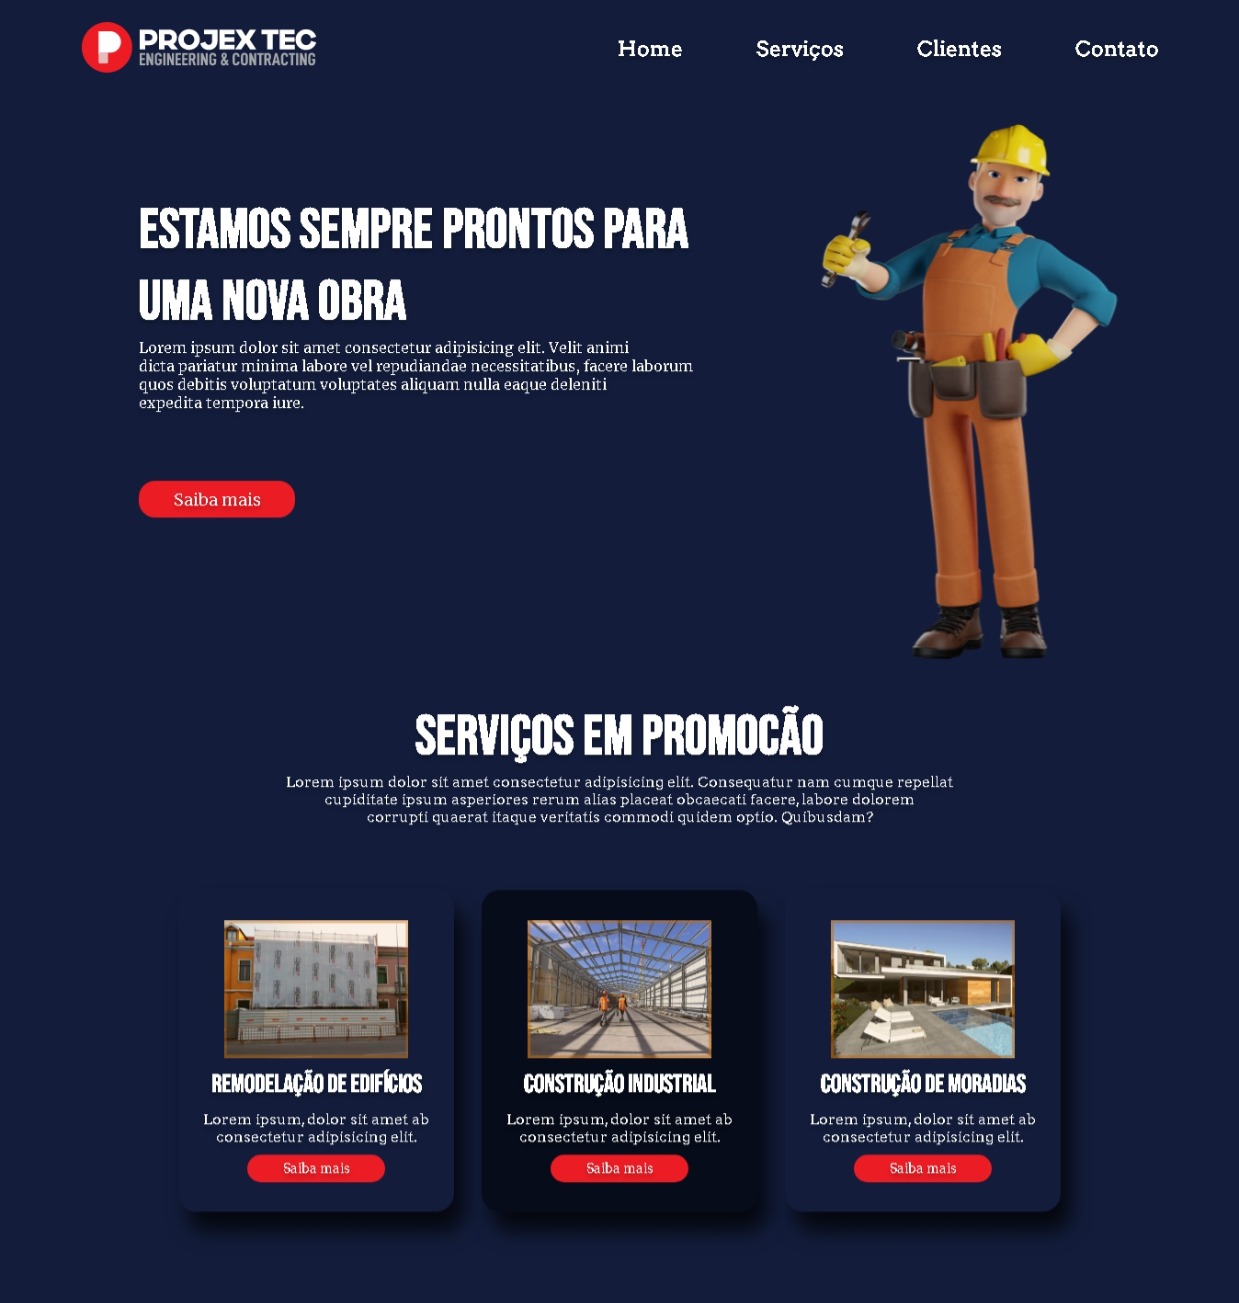 PROJEX TEC
ENGINEERING & CONTRACTING
Home
Serviços
Clientes
Contato
ESTAMOS SEMPRE PRONTOS PARA
UMA NOVA OBRA
Lorem ipsum dolor sit amet consectetur adipisicing elit. Velit animi
dicta pariatur minima labore vel repudiandae necessitatibus, facere laborum
quos debitis voluptatum voluptates aliquam nulla eaque deleniti
expedita tempora iure.
Saiba mais
SERVIÇOS EM PROMOCÃO
Lorem ipsum dolor sit amet consectetur adipisicing elit. Consequatur nam cumque repellat
cupiditate ipsum asperiores rerum alias placeat obcaecati facere, labore dolorem
corrupti quaerat itaque veritatis commodi quidem optio. Quibusdam?
REMODELAÇÃO DE EDIFÍCIOS
Lorem ipsum, dolor sit amet ab
consectetur adipisicing elit.
Saiba mais
CONSTRUÇÃO INDUSTRIAL
Lorem ipsum, dolor sit amet ab
consectetur adipisicing elit.
Saiba mais
CONSTRUÇÃO DE MORADIAS
Lorem ipsum, dolor sit amet ab
consectetur adipisicing elit.
Saiba mais